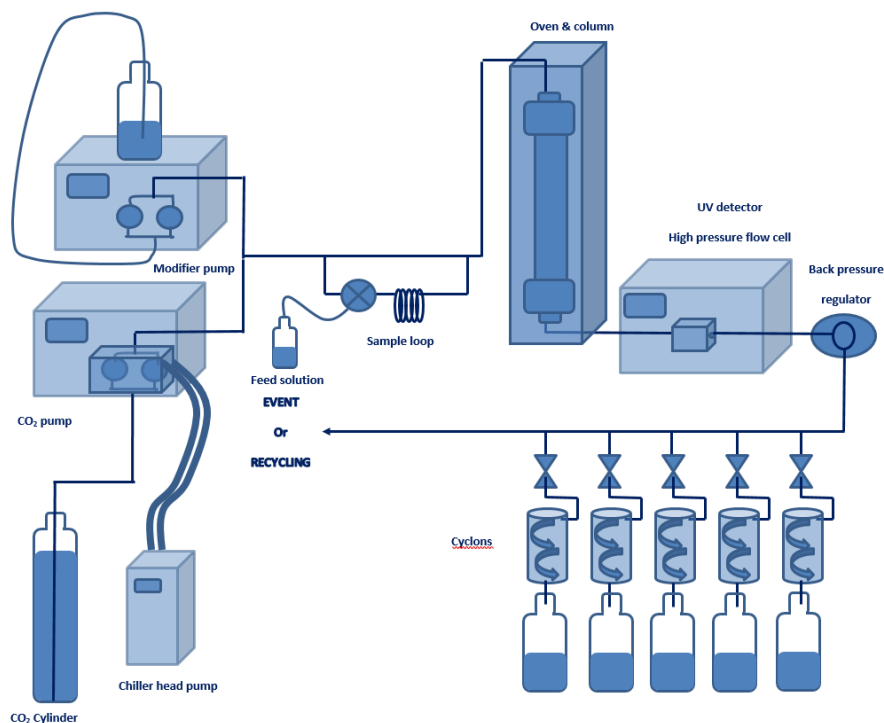 Oven & column
UV detector
High pressure flow cell
Back pressure
regulator
Modifier pump
Sample loop
Feed solution
EVENT
Or
RECYCLING
CO₂ pump
Cyclons
Chiller head pump
CO₂ Cylinder